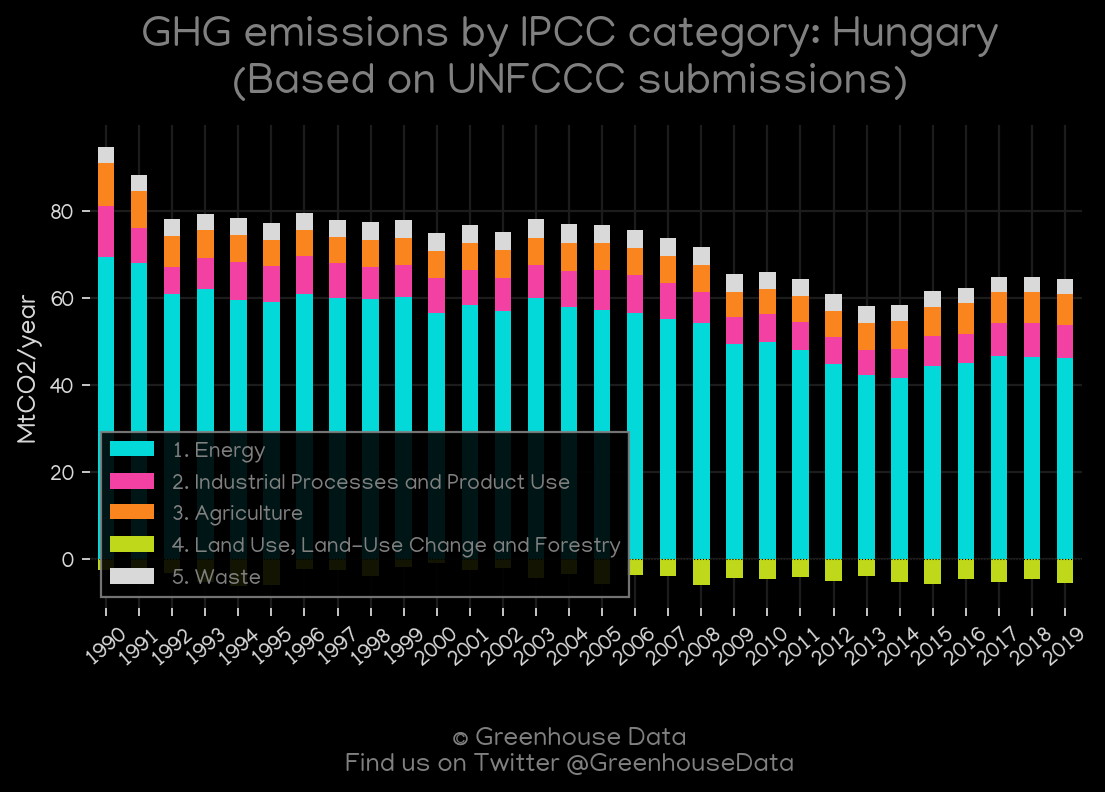 GHG emissions by IPCC category: Hungary
(Based on UNFCCC submissions)
MtCO2/year
80
60
40
20
0
1. Energy
2. Industrial Processes and Product Use
3. Agriculture
4. Land Use, Land-Use Change and Forestry
5. Waste
1990 1991 1992 1993 1994 1995 1996 1997 1998 1999 2000 2001 2002 2003 2004 2005 2006 2007 2008 2009 2010 2011 2012 2013 2014 2015 2016 2017 2018 2019
© Greenhouse Data
Find us on Twitter @GreenhouseData